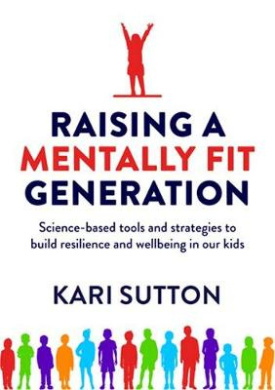 RAISING A
MENTALLY FIT
GENERATION
Science-based tools and strategies to
build resilience and wellbeing in our kids
KARI SUTTON